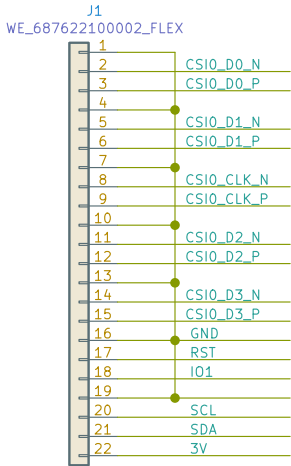 J1
WE_687622100002_FLEX
1
2 CSI0_D0_N
3 CSI0_D0_P
4
5 CSI0_D1_N
6 CSI0_D1_P
7
8 CSI0_CLK_N
9 CSI0_CLK_P
10
11 CSI0_D2_N
12 CSI0_D2_P
13
14 CSI0_D3_N
15 CSI0_D3_P
16 GND
17 RST
18 IO1
19
20 SCL
21 SDA
22 3V